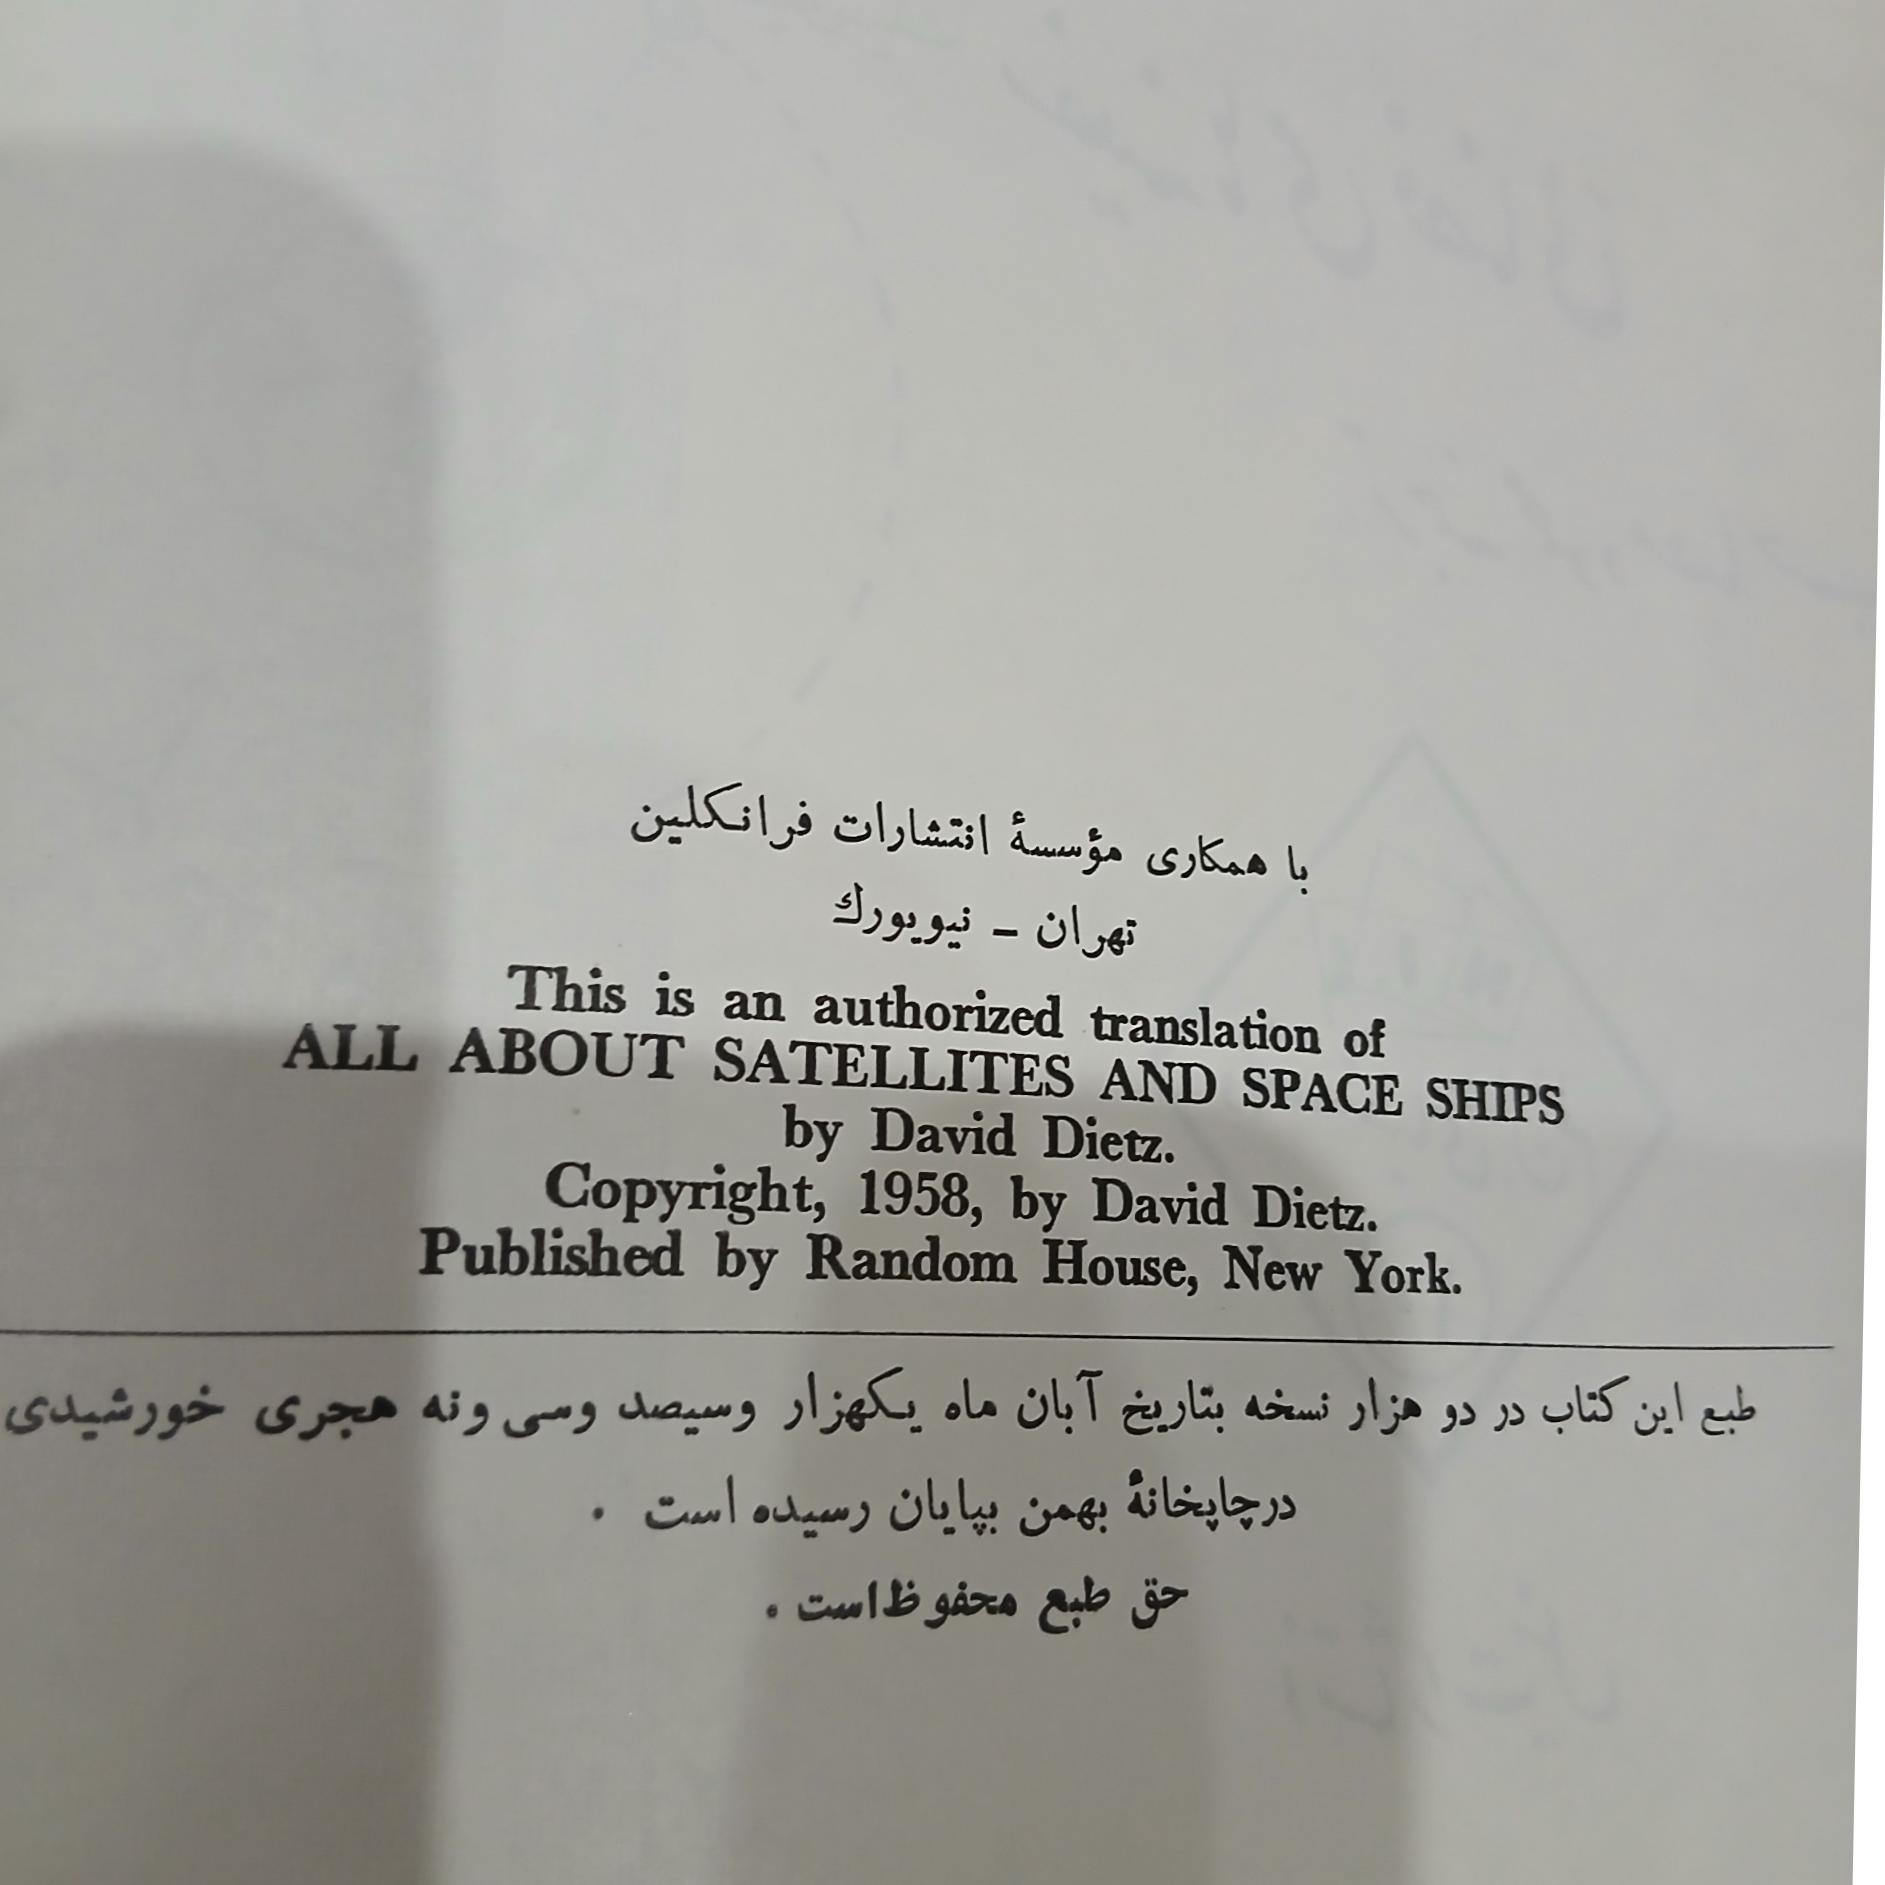 با همکاری مؤسسهٔ انتشارات فرانکلین
تهران – نیویورك
This is an authorized translation of
ALL ABOUT SATELLITES AND SPACE SHIPS
by David Dietz.
Copyright, 1958, by David Dietz.
Published by Random House, New York.
طبع این کتاب در دو هزار نسخه بتاریخ آبان ماه یکهزار وسیصد وسی ونه هجری خورشیدی
درچاپخانهٔ بهمن بپایان رسیده است .
حق طبع محفوظ است .